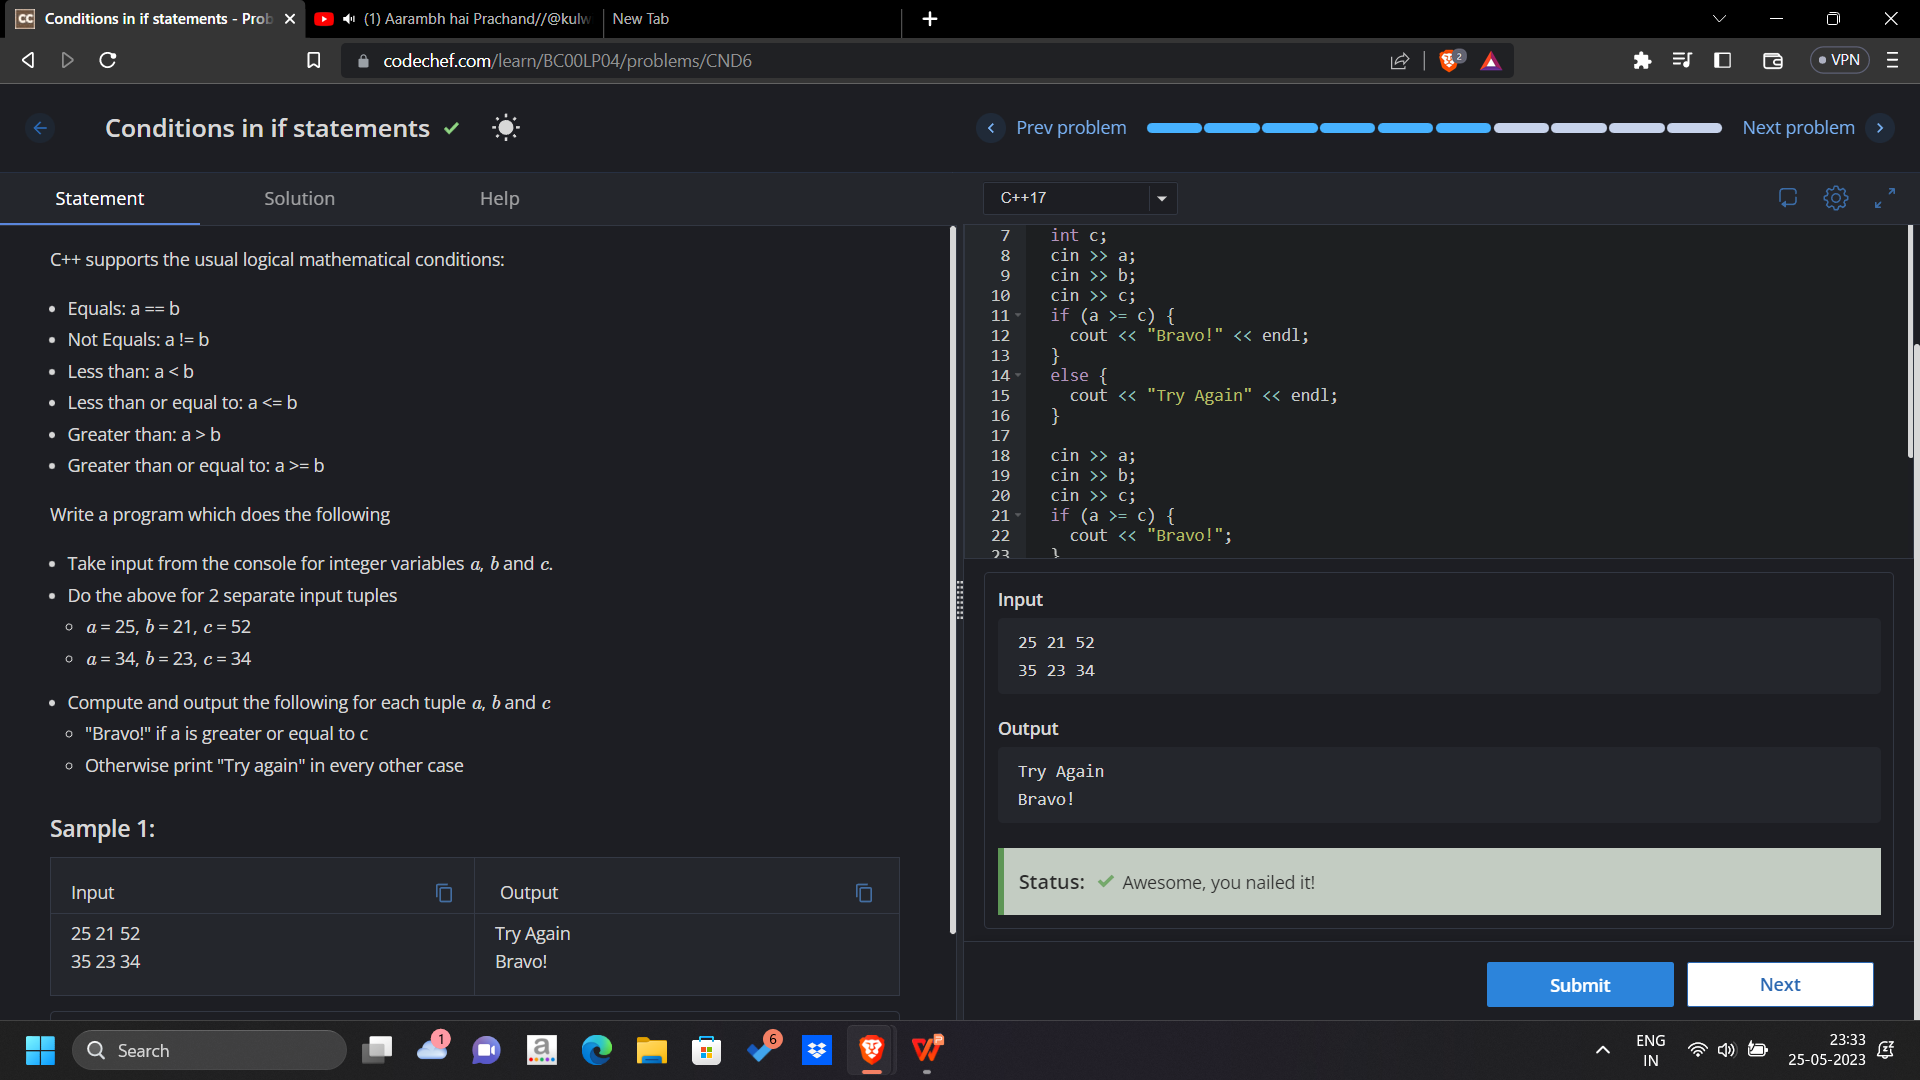 Conditions in if statements - Prob
(1) Aarambh hai Prachand//@kulw
New Tab
codechef.com/learn/BC00LP04/problems/CND6
2
VPN
Conditions in if statements
Prev problem
Next problem
Statement
Solution
Help
C++17
C++ supports the usual logical mathematical conditions:
Equals: a == b
Not Equals: a != b
Less than: a < b
Less than or equal to: a <= b
Greater than: a > b
Greater than or equal to: a >= b
Write a program which does the following
Take input from the console for integer variables a, b and c.
Do the above for 2 separate input tuples
a = 25, b = 21, c = 52
a = 34, b = 23, c = 34
Compute and output the following for each tuple a, b and c
"Bravo!" if a is greater or equal to c
Otherwise print "Try again" in every other case
Sample 1:
Input
Output
25 21 52
35 23 34
Try Again
Bravo!
7 int c;
8 cin >> a;
9 cin >> b;
10 cin >> c;
11 if (a >= c) {
12 cout << "Bravo!" << endl;
13 }
14 else {
15 cout << "Try Again" << endl;
16 }
17
18 cin >> a;
19 cin >> b;
20 cin >> c;
21 if (a >= c) {
22 cout << "Bravo!";
23 }
Input
25 21 52
35 23 34
Output
Try Again
Bravo!
Status: Awesome, you nailed it!
Submit
Next
Search
1
6
ENG
IN
23:33
25-05-2023